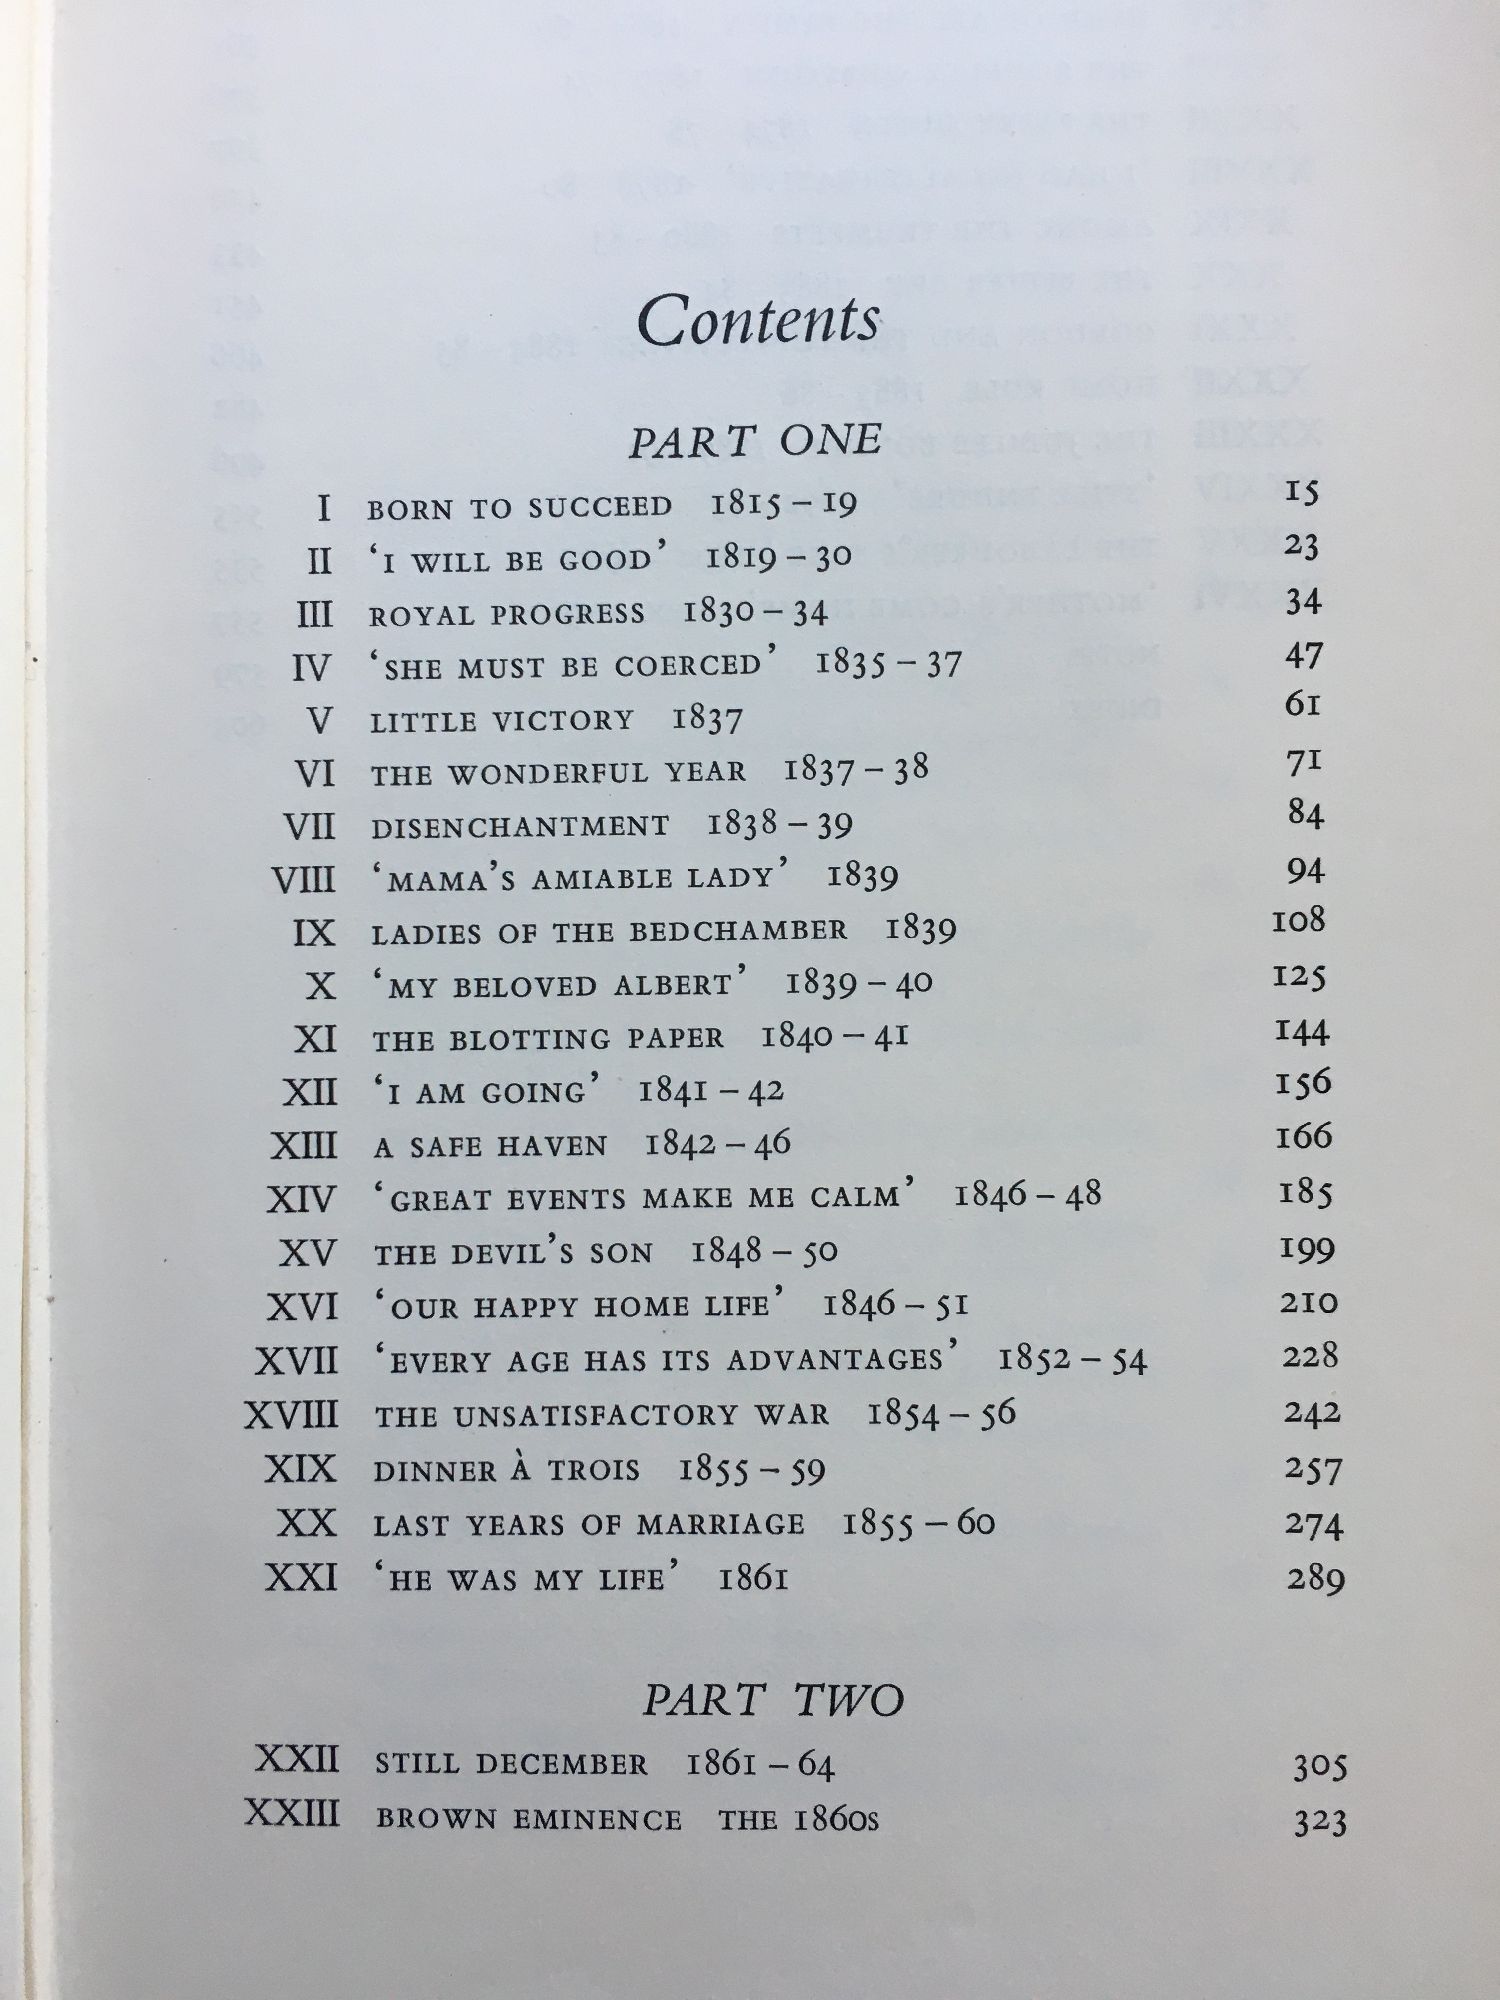 Contents
PART ONE
I BORN TO SUCCEED 1815 – 19 15
II ‘I WILL BE GOOD’ 1819 – 30 23
III ROYAL PROGRESS 1830 – 34 34
IV ‘SHE MUST BE COERCED’ 1835 – 37 47
V LITTLE VICTORY 1837 61
VI THE WONDERFUL YEAR 1837 – 38 71
VII DISENCHANTMENT 1838 – 39 84
VIII ‘MAMA’S AMIABLE LADY’ 1839 94
IX LADIES OF THE BEDCHAMBER 1839 108
X ‘MY BELOVED ALBERT’ 1839 – 40 125
XI THE BLOTTING PAPER 1840 – 41 144
XII ‘I AM GOING’ 1841 – 42 156
XIII A SAFE HAVEN 1842 – 46 166
XIV ‘GREAT EVENTS MAKE ME CALM’ 1846 – 48 185
XV THE DEVIL’S SON 1848 – 50 199
XVI ‘OUR HAPPY HOME LIFE’ 1846 – 51 210
XVII ‘EVERY AGE HAS ITS ADVANTAGES’ 1852 – 54 228
XVIII THE UNSATISFACTORY WAR 1854 – 56 242
XIX DINNER À TROIS 1855 – 59 257
XX LAST YEARS OF MARRIAGE 1855 – 60 274
XXI ‘HE WAS MY LIFE’ 1861 289
PART TWO
XXII STILL DECEMBER 1861 – 64 305
XXIII BROWN EMINENCE THE 1860s 323